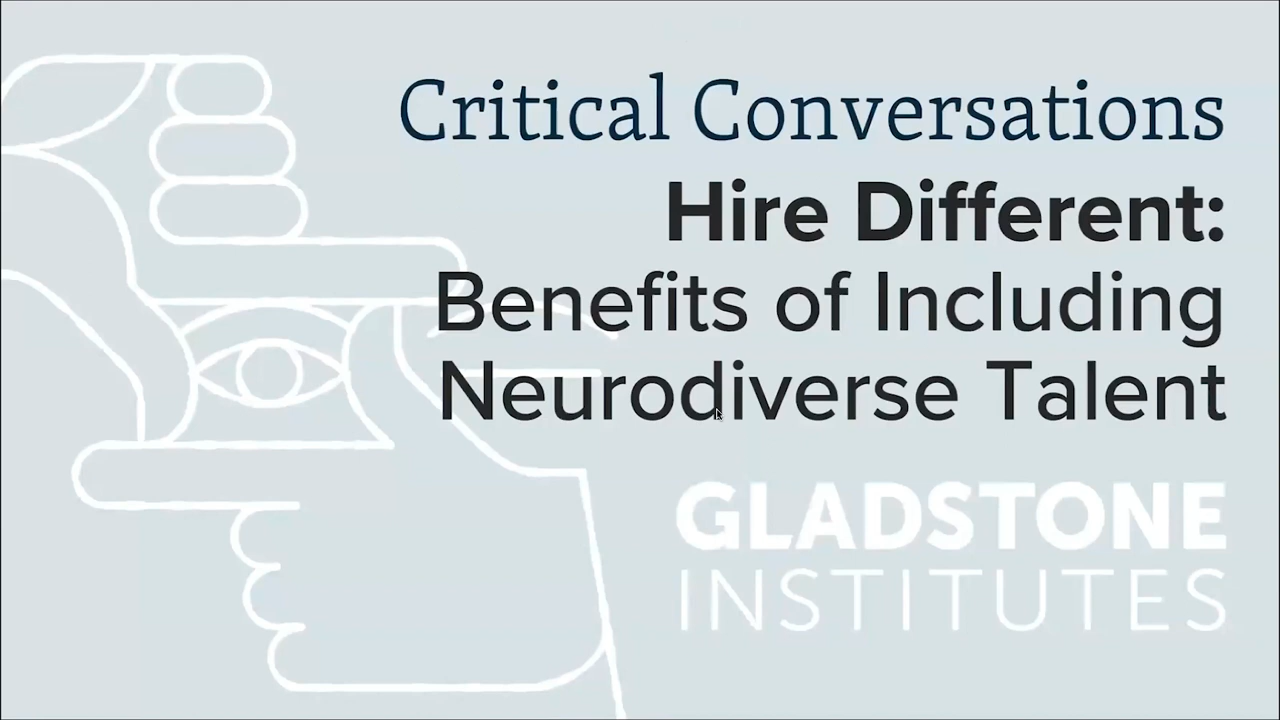 Critical Conversations
Hire Different:
Benefits of Including
Neurodiverse Talent
GLADSTONE
INSTITUTES